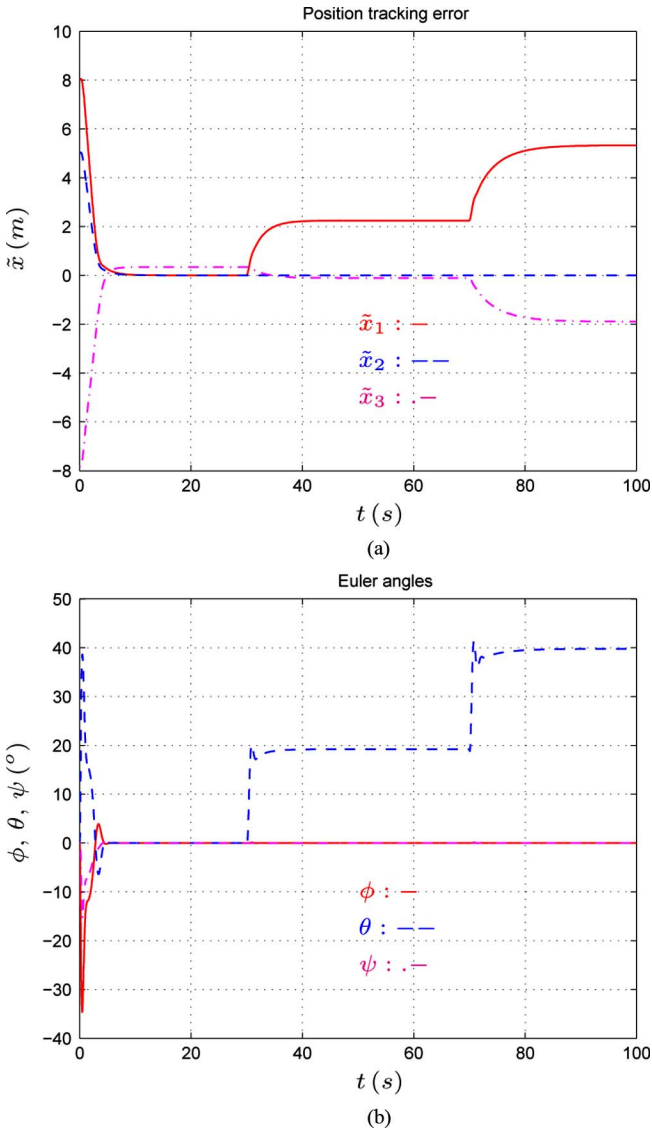 Position tracking error
10
8
6
4
2
0
−2
−4
−6
−8
x̃ (m)
x̃₁ : —
x̃₂ : — —
x̃₃ : . —
0 20 40 60 80 100
t (s)
(a)
Euler angles
50
40
30
20
10
0
−10
−20
−30
−40
ϕ, θ, ψ (°)
ϕ : —
θ : — —
ψ : . —
0 20 40 60 80 100
t (s)
(b)